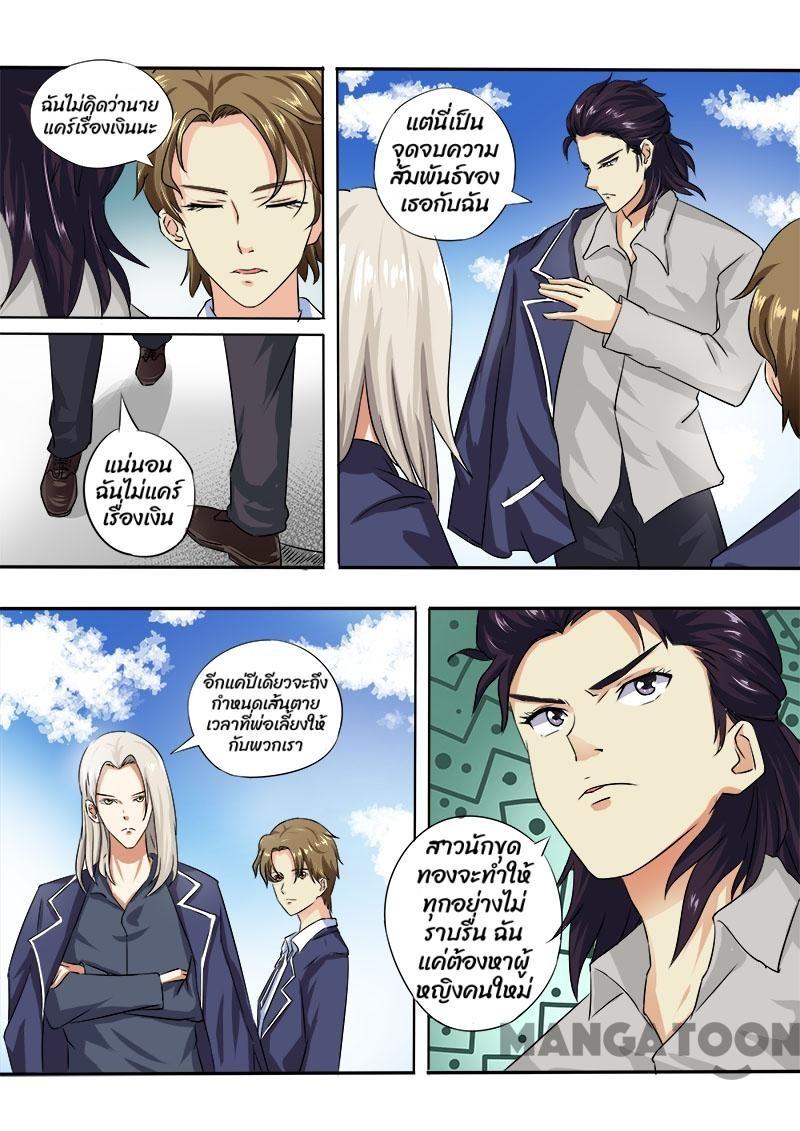 ฉันไม่คิดว่านาย
แคร์เรื่องเงินนะ
แต่นี่เป็น
จุดจบความ
สัมพันธ์ของ
เธอกับฉัน
แน่นอน
ฉันไม่แคร์
เรื่องเงิน
อีกแค่ปีเดียวจะถึง
กำหนดเส้นตาย
เวลาที่พ่อเลี้ยงให้
กับพวกเรา
สาวนักขุด
ทองจะทำให้
ทุกอย่างไม่
ราบรื่น ฉัน
แค่ต้องหาผู้
หญิงคนใหม่
MANGATOON